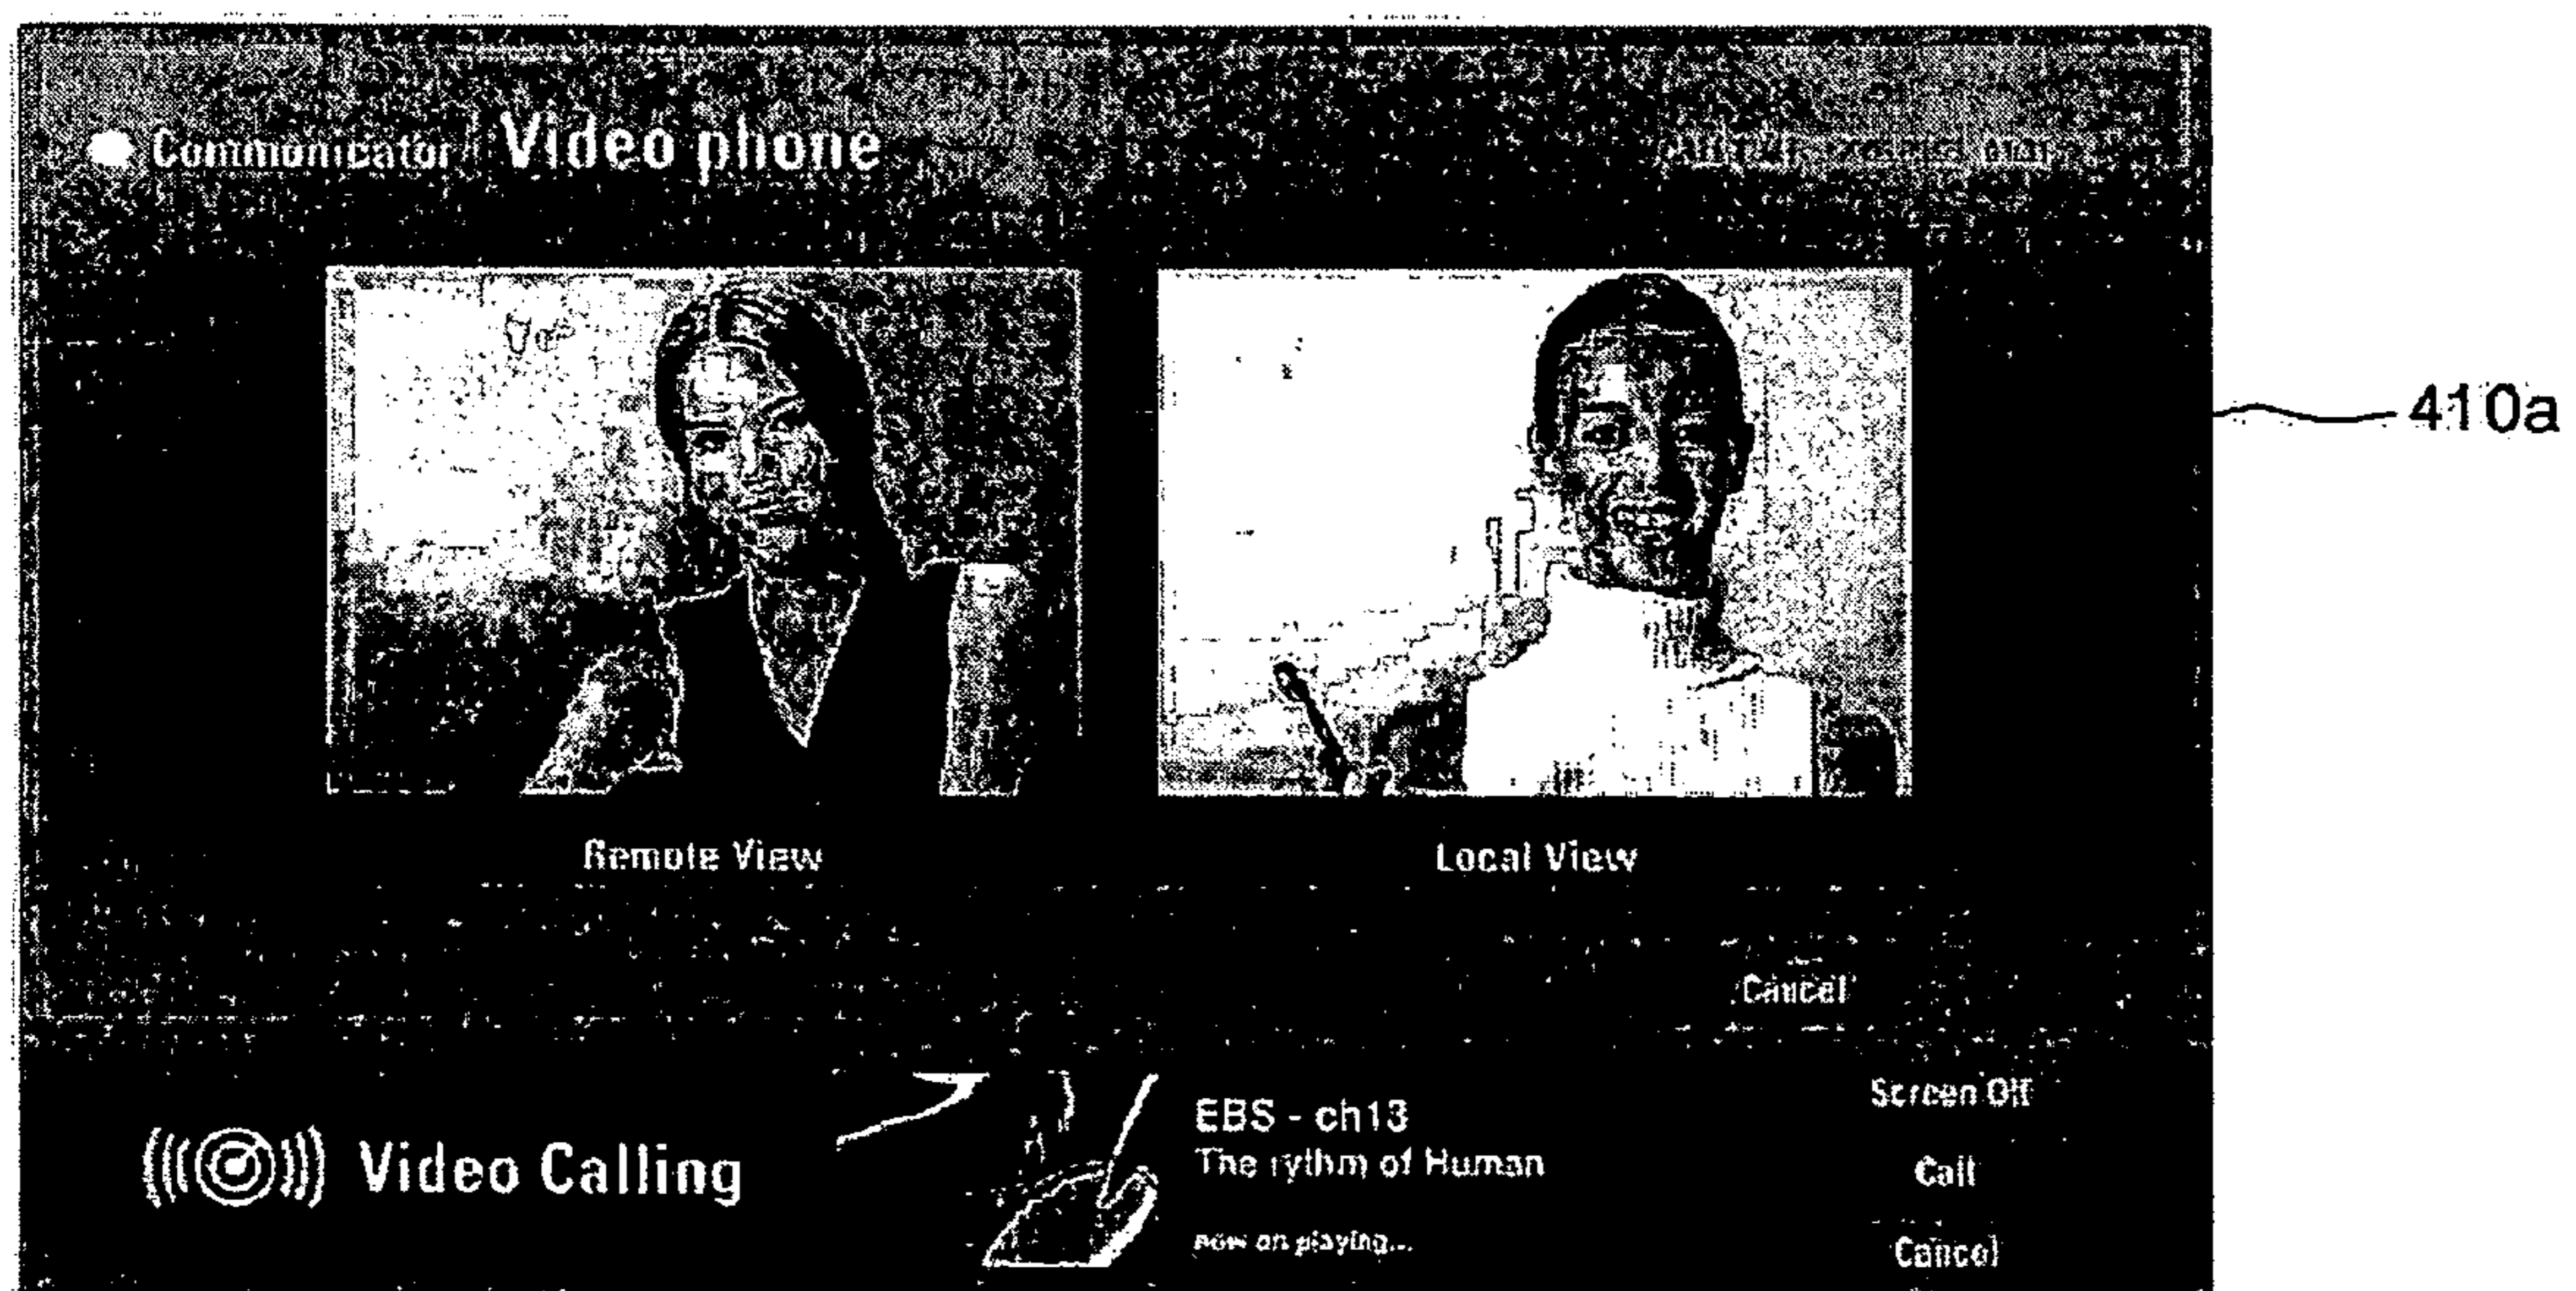 Communicator Video phone
410a
Remote View
Local View
Cancel
Screen Off
EBS - ch13
The rythm of Human
Video Calling
Call
now on playing...
Cancel